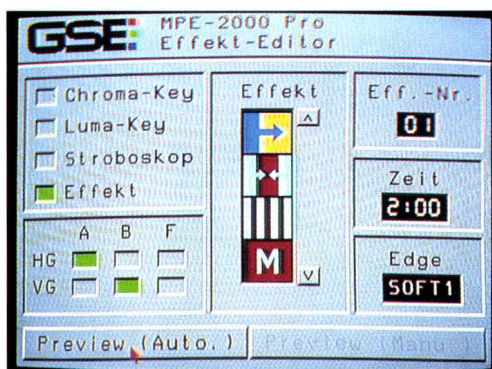 GSE MPE-2000 Pro
Effekt-Editor
Chroma-Key
Luma-Key
Stroboskop
Effekt
A B F
HG
VG
Effekt
M
Eff.-Nr.
01
Zeit
2:00
Edge
SOFT1
Preview (Auto.)
Preview (Manu.)